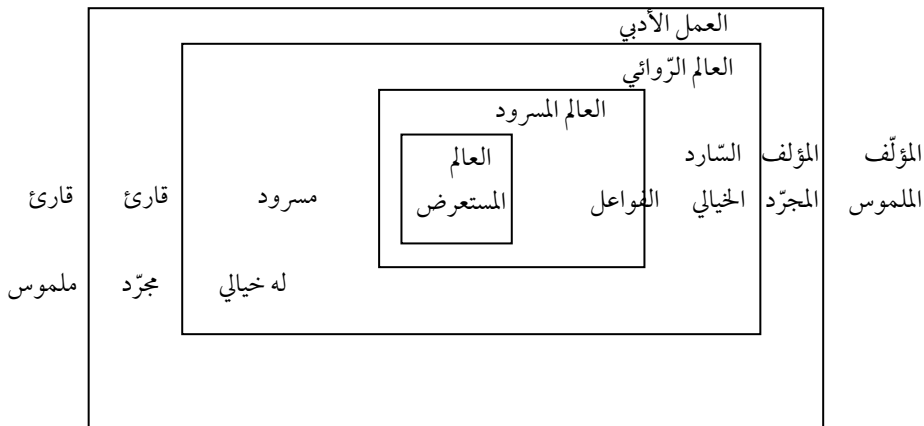 العمل الأدبي
العالم الرّوائي
العالم المسرود
المؤلّف المؤلف السّارد العالم
الملموس المجرّد الخيالي الفواعل المستعرض مسرود قارئ قارئ
له خيالي مجرّد ملموس